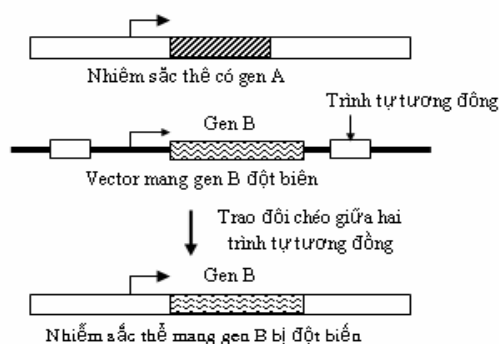 Nhiễm sắc thể có gen A
Trình tự tương đồng
Gen B
Vector mang gen B đột biến
Trao đổi chéo giữa hai
trình tự tương đồng
Gen B
Nhiễm sắc thể mang gen B bị đột biến